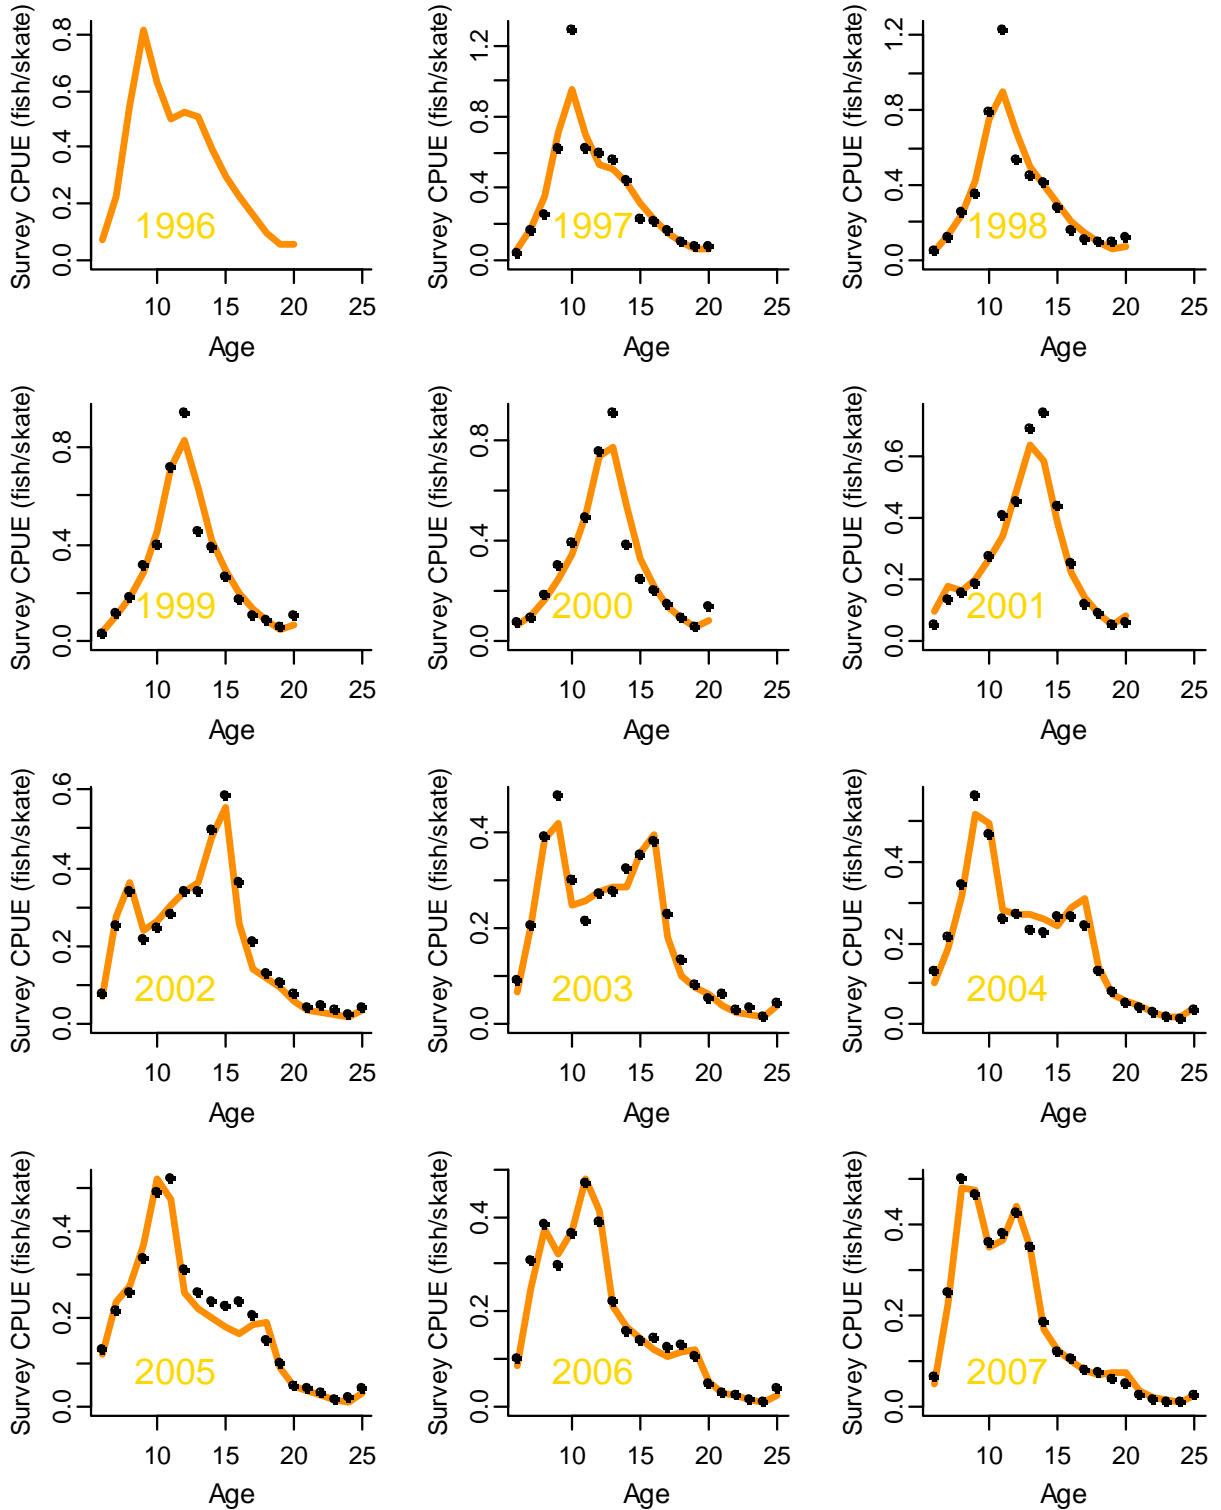 Survey CPUE (fish/skate)
0.0 0.2 0.4 0.6 0.8
1996
10 15 20 25
Age
Survey CPUE (fish/skate)
0.0 0.4 0.8 1.2
1997
10 15 20 25
Age
Survey CPUE (fish/skate)
0.0 0.4 0.8 1.2
1998
10 15 20 25
Age
Survey CPUE (fish/skate)
0.0 0.4 0.8
1999
10 15 20 25
Age
Survey CPUE (fish/skate)
0.0 0.4 0.8
2000
10 15 20 25
Age
Survey CPUE (fish/skate)
0.0 0.2 0.4 0.6
2001
10 15 20 25
Age
Survey CPUE (fish/skate)
0.0 0.2 0.4 0.6
2002
10 15 20 25
Age
Survey CPUE (fish/skate)
0.0 0.2 0.4
2003
10 15 20 25
Age
Survey CPUE (fish/skate)
0.0 0.2 0.4
2004
10 15 20 25
Age
Survey CPUE (fish/skate)
0.0 0.2 0.4
2005
10 15 20 25
Age
Survey CPUE (fish/skate)
0.0 0.2 0.4
2006
10 15 20 25
Age
Survey CPUE (fish/skate)
0.0 0.2 0.4
2007
10 15 20 25
Age